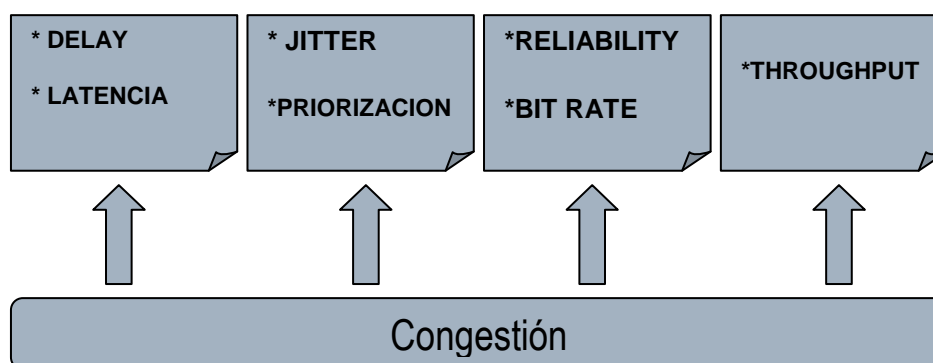 * DELAY
* LATENCIA
* JITTER
*PRIORIZACION
*RELIABILITY
*BIT RATE
*THROUGHPUT
Congestión